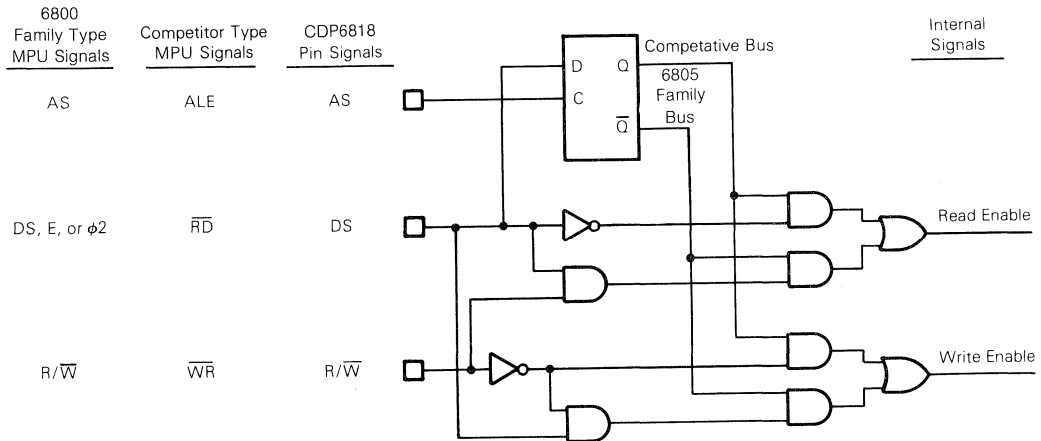 6800
Family Type
MPU Signals
Competitor Type
MPU Signals
CDP6818
Pin Signals
Internal
Signals
Competative Bus
6805
Family
Bus
D
Q
C
Q̅
AS
ALE
AS
DS, E, or ϕ2
R̅D̅
DS
Read Enable
R/W̅
W̅R̅
R/W̅
Write Enable